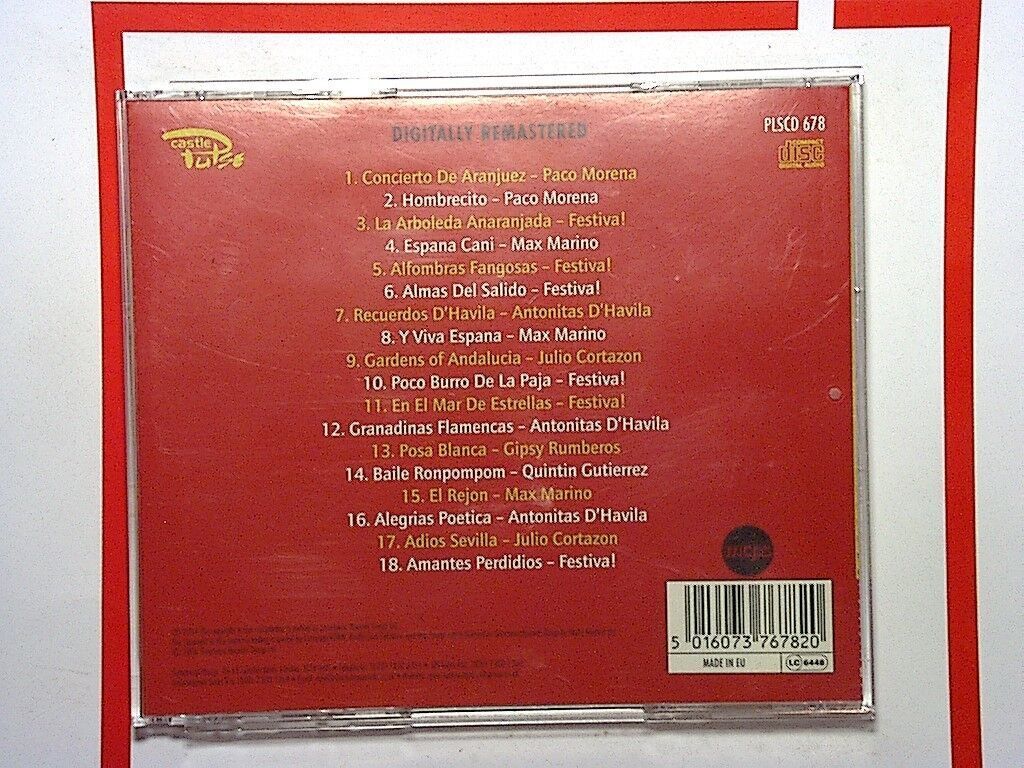 castle
Pulse
DIGITALLY REMASTERED
PLSCD 678
COMPACT
disc
DIGITAL AUDIO
1. Concierto De Aranjuez – Paco Morena
2. Hombrecito – Paco Morena
3. La Arboleda Anaranjada – Festiva!
4. Espana Cani – Max Marino
5. Alfombras Fangosas – Festiva!
6. Almas Del Salido – Festiva!
7. Recuerdos D'Havila – Antonitas D'Havila
8. Y Viva Espana – Max Marino
9. Gardens of Andalucia – Julio Cortazon
10. Poco Burro De La Paja – Festiva!
11. En El Mar De Estrellas – Festiva!
12. Granadinas Flamencas – Antonitas D'Havila
13. Posa Blanca – Gipsy Rumberos
14. Baile Ronpompom – Quintin Gutierrez
15. El Rejon – Max Marino
16. Alegrias Poetica – Antonitas D'Havila
17. Adios Sevilla – Julio Cortazon
18. Amantes Perdidios – Festiva!
5 016073 767820
MADE IN EU
LC 6448